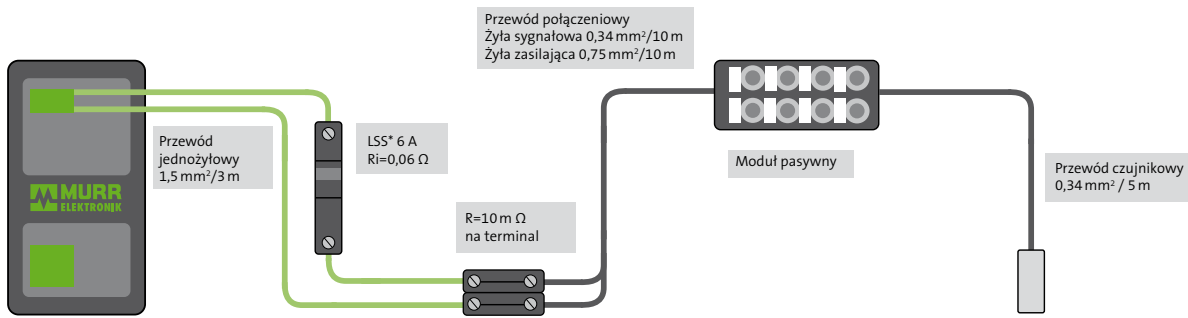 Przewód połączeniowy
Żyła sygnałowa 0,34 mm²/10 m
Żyła zasilająca 0,75 mm²/10 m
Przewód
jednożyłowy
1,5 mm²/3 m
LSS* 6 A
Ri=0,06 Ω
Moduł pasywny
Przewód czujnikowy
0,34 mm² / 5 m
MURR
ELEKTRONIK
R=10 m Ω
na terminal